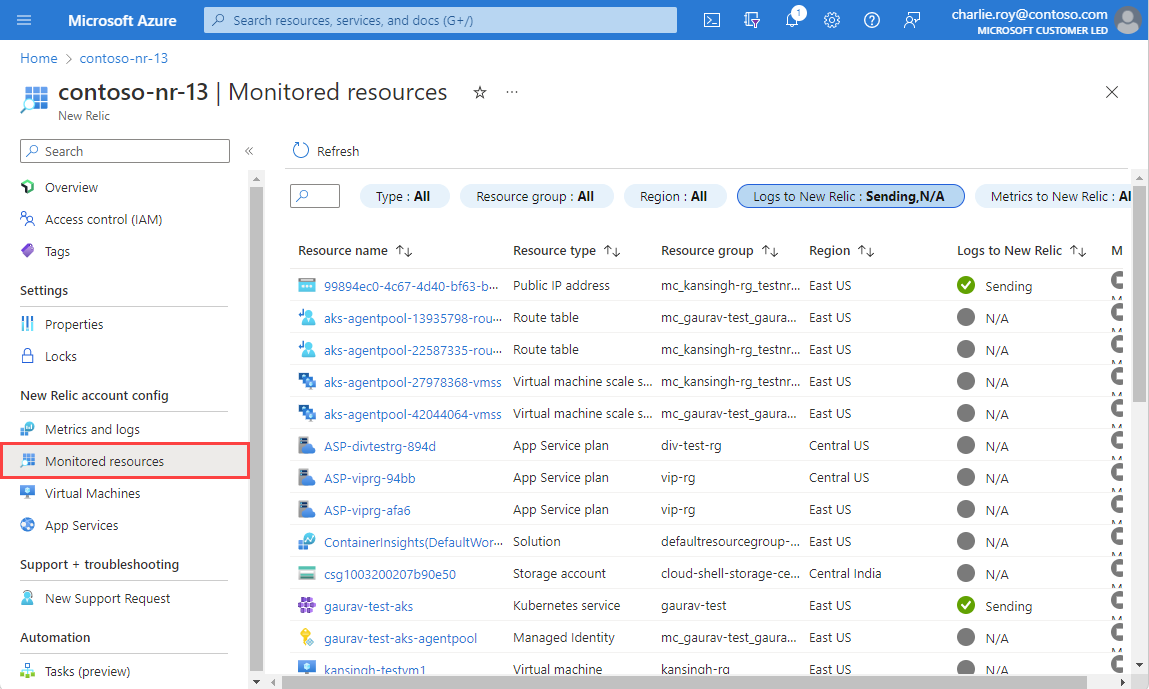 Microsoft Azure
Search resources, services, and docs (G+/)
1
charlie.roy@contoso.com
MICROSOFT CUSTOMER LED
Home > contoso-nr-13
contoso-nr-13 | Monitored resources
New Relic
Search
Overview
Access control (IAM)
Tags
Settings
Properties
Locks
New Relic account config
Metrics and logs
Monitored resources
Virtual Machines
App Services
Support + troubleshooting
New Support Request
Automation
Tasks (preview)
Refresh
Type : All Resource group : All Region : All Logs to New Relic : Sending,N/A Metrics to New Relic : Al
Resource name Resource type Resource group Region Logs to New Relic M
99894ec0-4c67-4d40-bf63-b... Public IP address mc_kansingh-rg_testnr... East US Sending
aks-agentpool-13935798-rou... Route table mc_gaurav-test_gaura... East US N/A
aks-agentpool-22587335-rou... Route table mc_kansingh-rg_testnr... East US N/A
aks-agentpool-27978368-vmss Virtual machine scale s... mc_kansingh-rg_testnr... East US N/A
aks-agentpool-42044064-vmss Virtual machine scale s... mc_gaurav-test_gaura... East US N/A
ASP-divtestrg-894d App Service plan div-test-rg Central US N/A
ASP-viprg-94bb App Service plan vip-rg Central US N/A
ASP-viprg-afa6 App Service plan vip-rg East US N/A
ContainerInsights(DefaultWor... Solution defaultresourcegroup-... East US N/A
csg1003200207b90e50 Storage account cloud-shell-storage-ce... Central India N/A
gaurav-test-aks Kubernetes service gaurav-test East US Sending
gaurav-test-aks-agentpool Managed Identity mc_gaurav-test_gaura... East US N/A
kansingh-testvm1 Virtual machine kansingh-rg East US N/A